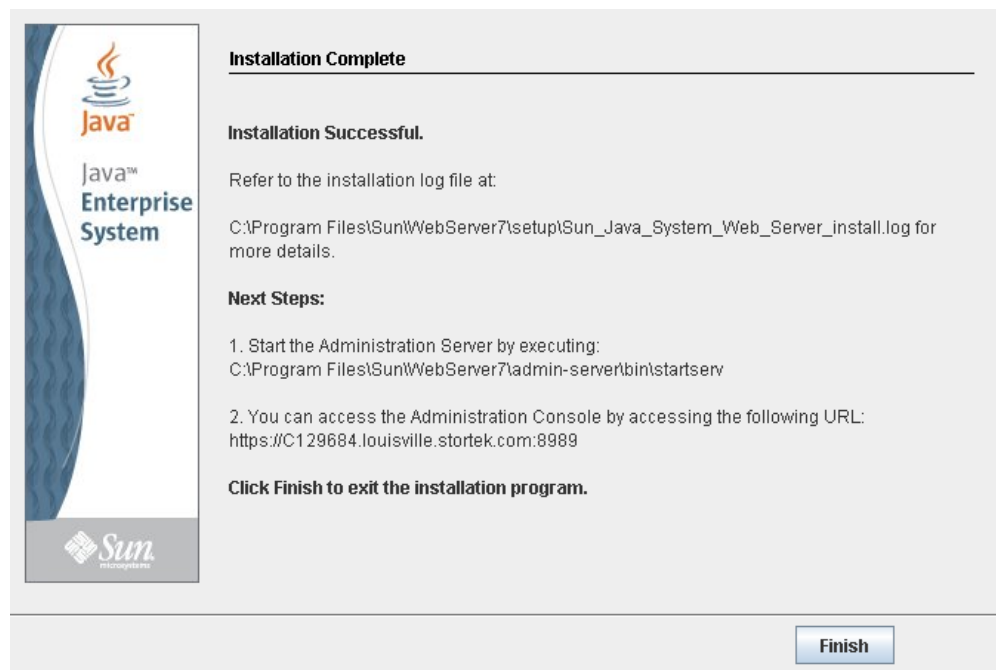 Java™
Java™
Enterprise
System
Sun
microsystems
Installation Complete
Installation Successful.
Refer to the installation log file at:
C:\Program Files\Sun\WebServer7\setup\Sun_Java_System_Web_Server_install.log for
more details.
Next Steps:
1. Start the Administration Server by executing:
C:\Program Files\Sun\WebServer7\admin-server\bin\startserv
2. You can access the Administration Console by accessing the following URL:
https://C129684.louisville.stortek.com:8989
Click Finish to exit the installation program.
Finish